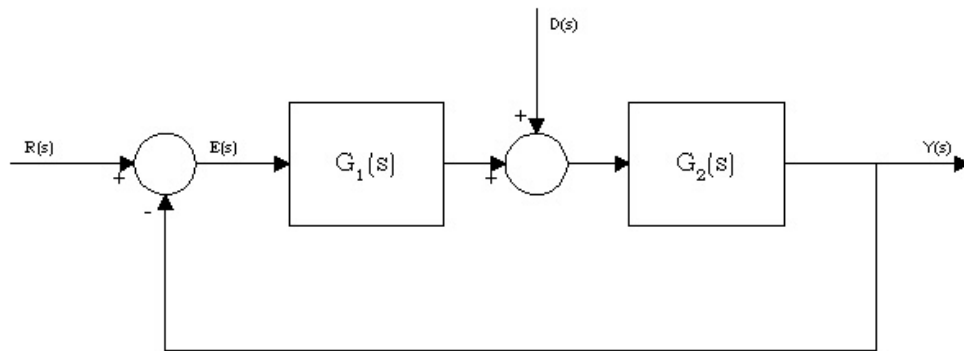 D(s)
+
R(s)
E(s)
G₁(s)
G₂(s)
Y(s)
+
+
-